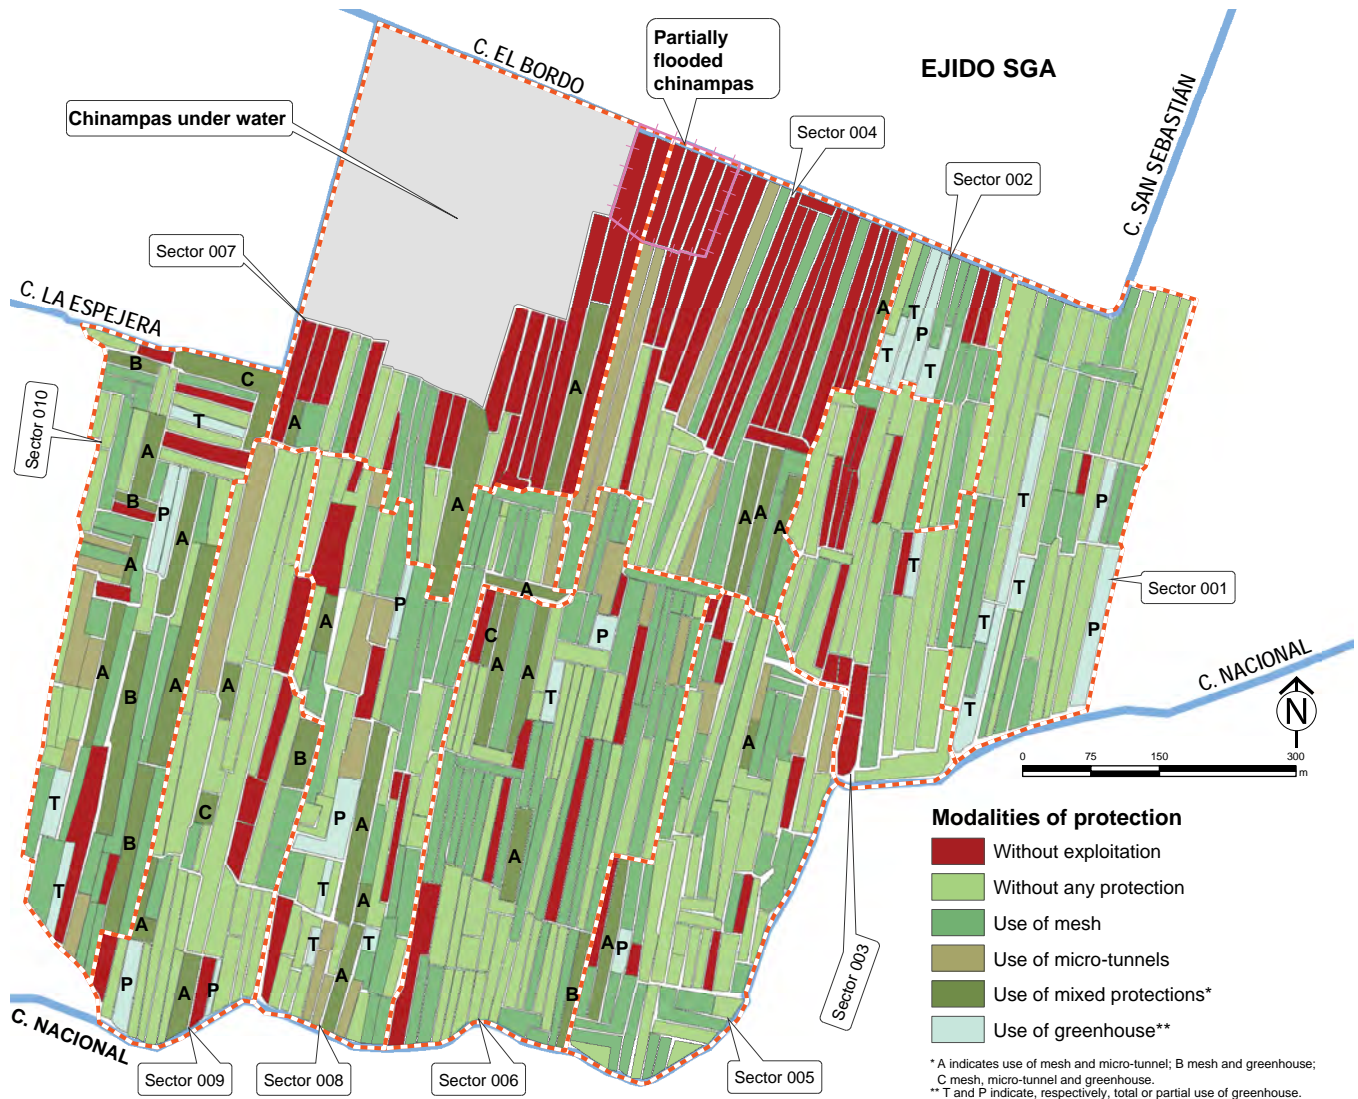 C. EL BORDO
Partially
flooded
chinampas
EJIDO SGA
C. SAN SEBASTIÁN
Chinampas under water
Sector 004
Sector 002
Sector 007
C. LA ESPEJERA
Sector 010
Sector 001
C. NACIONAL
N
0 75 150 300
m
Sector 003
C. NACIONAL
Sector 009
Sector 008
Sector 006
Sector 005
A
T
P
T
T
B
C
A
T
A
A
B
P
A
A
A
A
A
A
T
P
T
T
P
T
P
T
A
P
A
C
A
A
P
T
A
B
A
A
B
A
T
C
B
P
A
A
T
T
A
A
P
T
T
A
B
P
A
P
Modalities of protection
Without exploitation
Without any protection
Use of mesh
Use of micro-tunnels
Use of mixed protections*
Use of greenhouse**
* A indicates use of mesh and micro-tunnel; B mesh and greenhouse;
C mesh, micro-tunnel and greenhouse.
** T and P indicate, respectively, total or partial use of greenhouse.